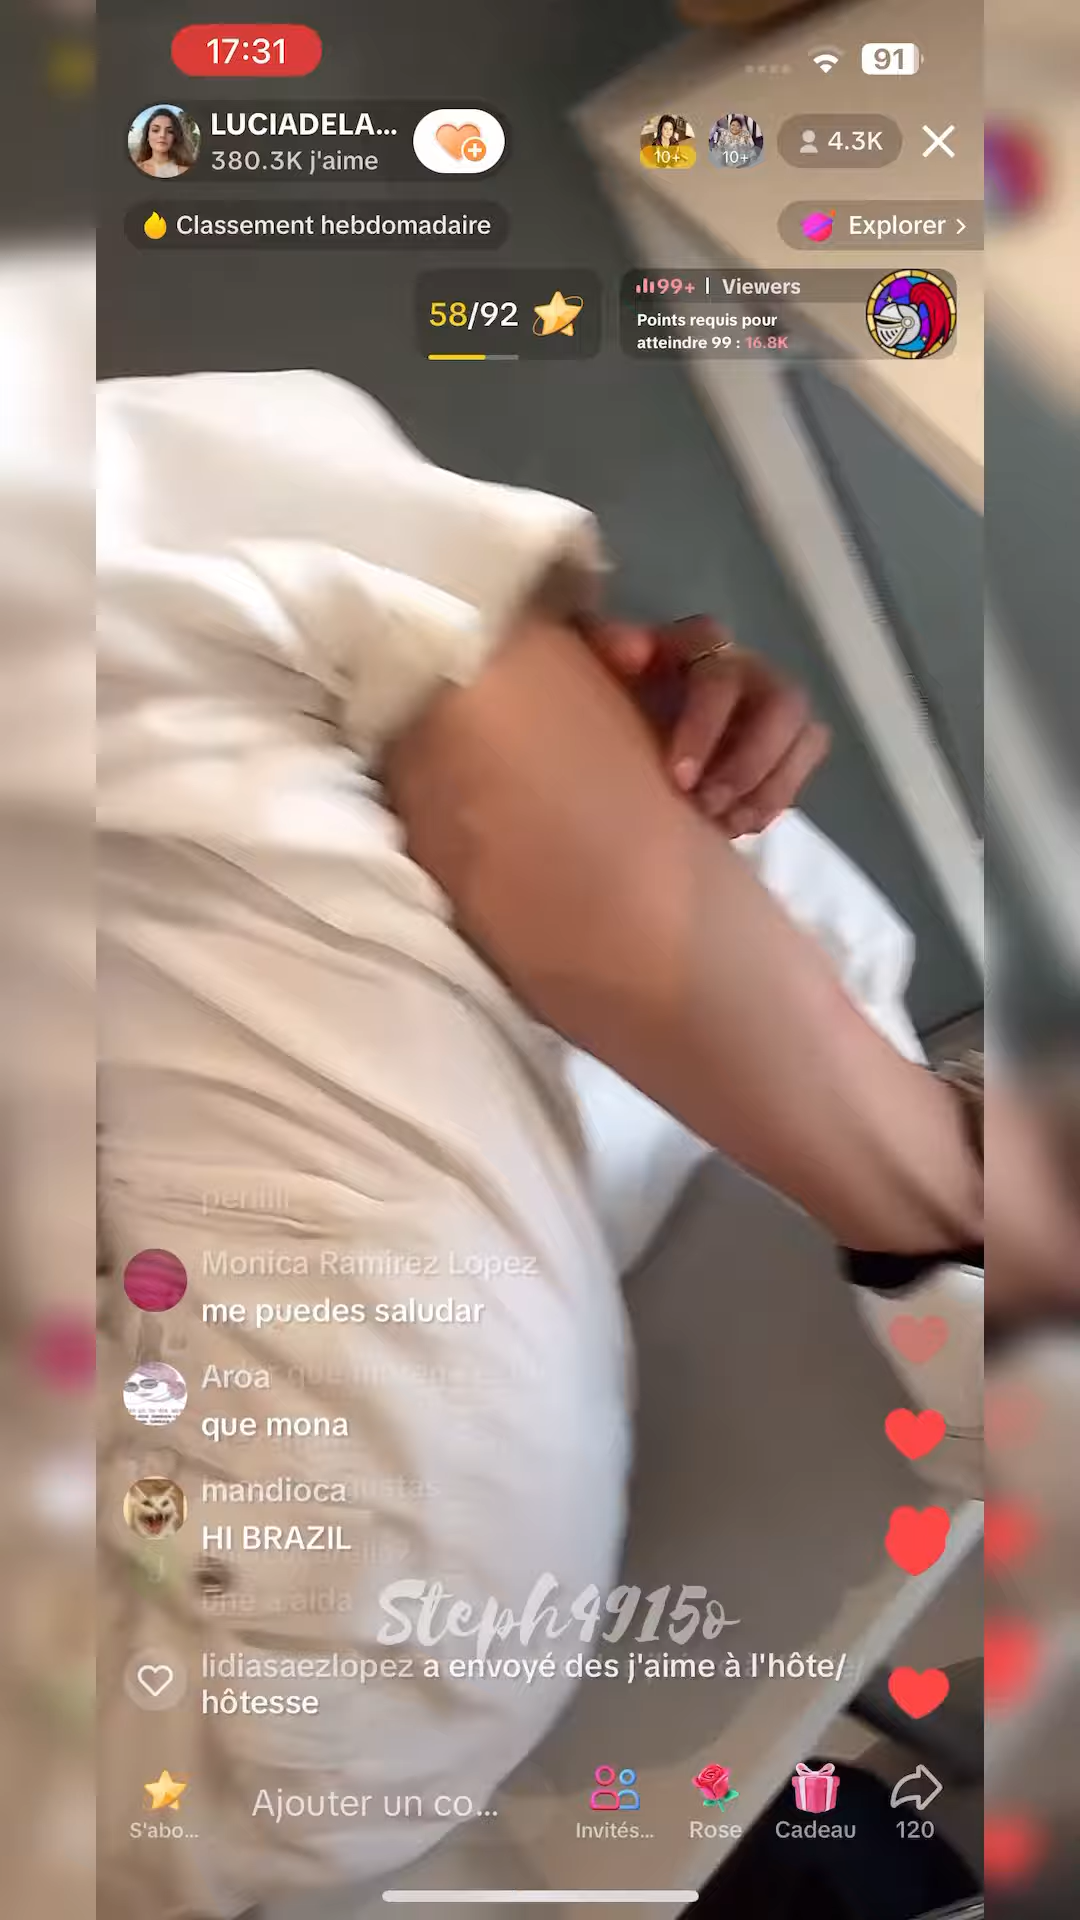 17:31
91
LUCIADELA...
380.3K j'aime
10+
10+
4.3K
Classement hebdomadaire
Explorer >
58/92
99+ | Viewers
Points requis pour
atteindre 99 : 16.8K
Monica Ramirez Lopez
me puedes saludar
Aroa
que mona
mandioca
HI BRAZIL
Steph4915o
lidiasaezlopez a envoyé des j'aime à l'hôte/
hôtesse
S'abo...
Ajouter un co...
Invités...
Rose
Cadeau
120